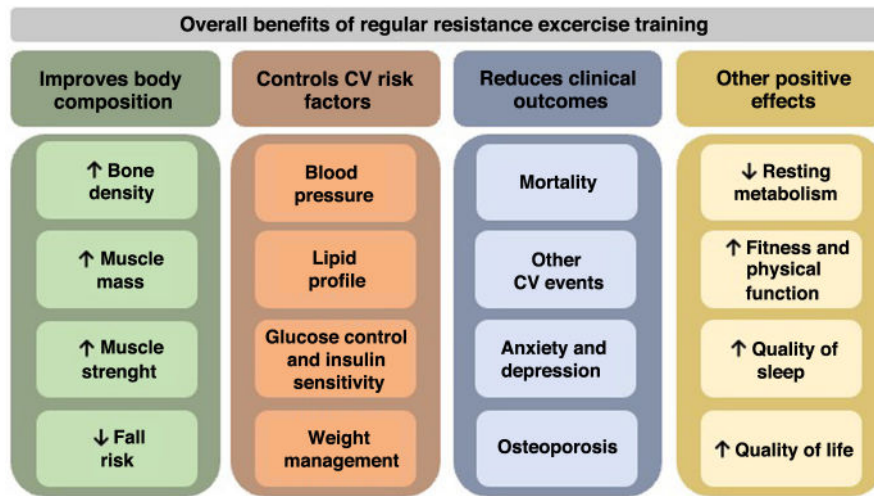 Overall benefits of regular resistance excercise training
Improves body
composition
↑ Bone
density
↑ Muscle
mass
↑ Muscle
strenght
↓ Fall
risk
Controls CV risk
factors
Blood
pressure
Lipid
profile
Glucose control
and insulin
sensitivity
Weight
management
Reduces clinical
outcomes
Mortality
Other
CV events
Anxiety and
depression
Osteoporosis
Other positive
effects
↓ Resting
metabolism
↑ Fitness and
physical
function
↑ Quality of
sleep
↑ Quality of life